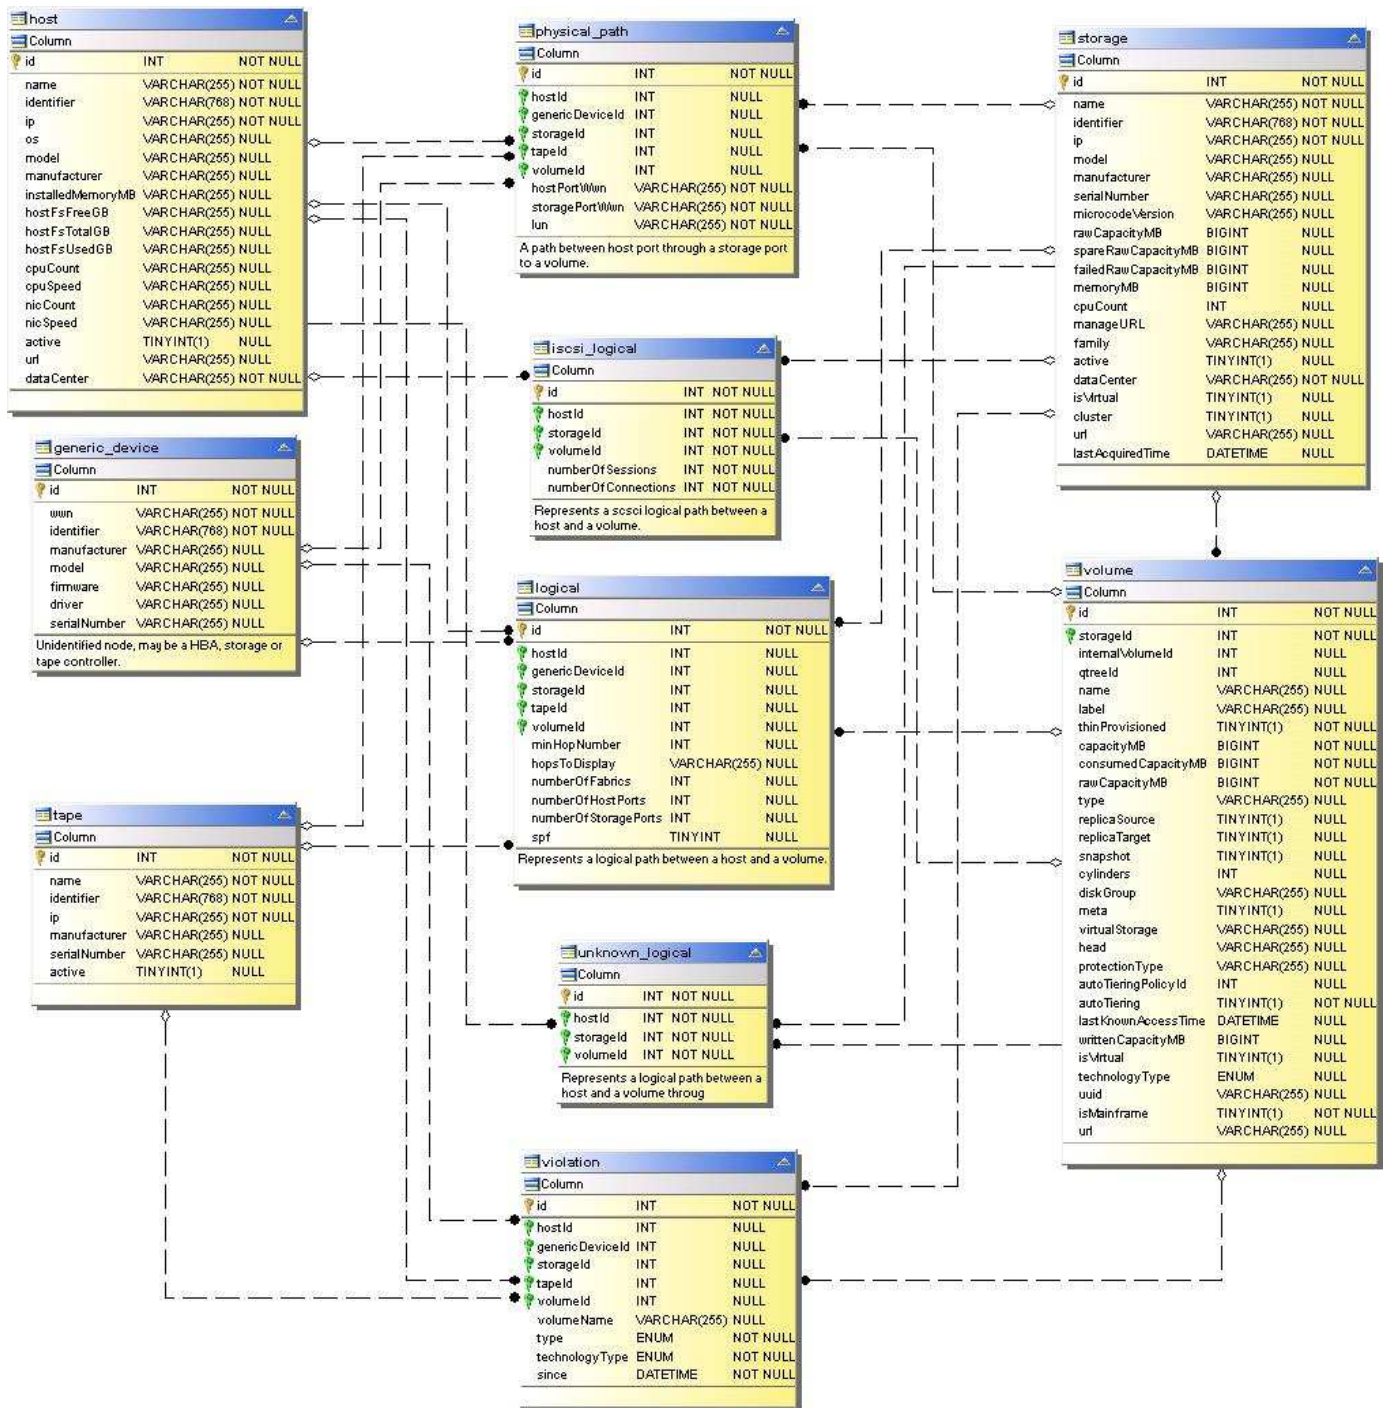 host
Column
id INT NOT NULL
name VARCHAR(255) NOT NULL
identifier VARCHAR(768) NOT NULL
ip VARCHAR(255) NOT NULL
os VARCHAR(255) NULL
model VARCHAR(255) NULL
manufacturer VARCHAR(255) NULL
installedMemoryMB VARCHAR(255) NULL
hostFsFreeGB VARCHAR(255) NULL
hostFsTotalGB VARCHAR(255) NULL
hostFsUsedGB VARCHAR(255) NULL
cpuCount VARCHAR(255) NULL
cpuSpeed VARCHAR(255) NULL
nicCount VARCHAR(255) NULL
nicSpeed VARCHAR(255) NULL
active TINYINT(1) NULL
url VARCHAR(255) NULL
dataCenter VARCHAR(255) NOT NULL
generic_device
Column
id INT NOT NULL
wwn VARCHAR(255) NOT NULL
identifier VARCHAR(768) NOT NULL
manufacturer VARCHAR(255) NULL
model VARCHAR(255) NULL
firmware VARCHAR(255) NULL
driver VARCHAR(255) NULL
serialNumber VARCHAR(255) NULL
Unidentified node, may be a HBA, storage or
tape controller.
tape
Column
id INT NOT NULL
name VARCHAR(255) NOT NULL
identifier VARCHAR(768) NOT NULL
ip VARCHAR(255) NOT NULL
manufacturer VARCHAR(255) NULL
serialNumber VARCHAR(255) NULL
active TINYINT(1) NULL
physical_path
Column
id INT NOT NULL
hostId INT NULL
genericDeviceId INT NULL
storageId INT NULL
tapeId INT NULL
volumeId INT NULL
hostPortWwn VARCHAR(255) NOT NULL
storagePortWwn VARCHAR(255) NOT NULL
lun VARCHAR(255) NOT NULL
A path between host port through a storage port
to a volume.
iscsi_logical
Column
id INT NOT NULL
hostId INT NOT NULL
storageId INT NOT NULL
volumeId INT NOT NULL
numberOfSessions INT NOT NULL
numberOfConnections INT NOT NULL
Represents a scsci logical path between a
host and a volume.
logical
Column
id INT NOT NULL
hostId INT NULL
genericDeviceId INT NULL
storageId INT NULL
tapeId INT NULL
volumeId INT NULL
minHopNumber INT NULL
hopsToDisplay VARCHAR(255) NULL
numberOfFabrics INT NULL
numberOfHostPorts INT NULL
numberOfStoragePorts INT NULL
spf TINYINT NULL
Represents a logical path between a host and a volume.
unknown_logical
Column
id INT NOT NULL
hostId INT NOT NULL
storageId INT NOT NULL
volumeId INT NOT NULL
Represents a logical path between a
host and a volume throug
violation
Column
id INT NOT NULL
hostId INT NULL
genericDeviceId INT NULL
storageId INT NULL
tapeId INT NULL
volumeId INT NULL
volumeName VARCHAR(255) NULL
type ENUM NOT NULL
technologyType ENUM NOT NULL
since DATETIME NOT NULL
storage
Column
id INT NOT NULL
name VARCHAR(255) NOT NULL
identifier VARCHAR(768) NOT NULL
ip VARCHAR(255) NOT NULL
model VARCHAR(255) NULL
manufacturer VARCHAR(255) NULL
serialNumber VARCHAR(255) NULL
microcodeVersion VARCHAR(255) NULL
rawCapacityMB BIGINT NULL
spareRawCapacityMB BIGINT NULL
failedRawCapacityMB BIGINT NULL
memoryMB BIGINT NULL
cpuCount INT NULL
manageURL VARCHAR(255) NULL
family VARCHAR(255) NULL
active TINYINT(1) NULL
dataCenter VARCHAR(255) NOT NULL
isVirtual TINYINT(1) NULL
cluster TINYINT(1) NULL
url VARCHAR(255) NULL
lastAcquiredTime DATETIME NULL
volume
Column
id INT NOT NULL
storageId INT NOT NULL
internalVolumeId INT NULL
qtreeId INT NULL
name VARCHAR(255) NULL
label VARCHAR(255) NULL
thinProvisioned TINYINT(1) NOT NULL
capacityMB BIGINT NOT NULL
consumedCapacityMB BIGINT NOT NULL
rawCapacityMB BIGINT NOT NULL
type VARCHAR(255) NULL
replicaSource TINYINT(1) NULL
replicaTarget TINYINT(1) NULL
snapshot TINYINT(1) NULL
cylinders INT NULL
diskGroup VARCHAR(255) NULL
meta TINYINT(1) NULL
virtualStorage VARCHAR(255) NULL
head VARCHAR(255) NULL
protectionType VARCHAR(255) NULL
autoTieringPolicyId INT NULL
autoTiering TINYINT(1) NOT NULL
lastKnownAccessTime DATETIME NULL
writtenCapacityMB BIGINT NULL
isVirtual TINYINT(1) NULL
technologyType ENUM NULL
uuid VARCHAR(255) NULL
isMainframe TINYINT(1) NOT NULL
url VARCHAR(255) NULL